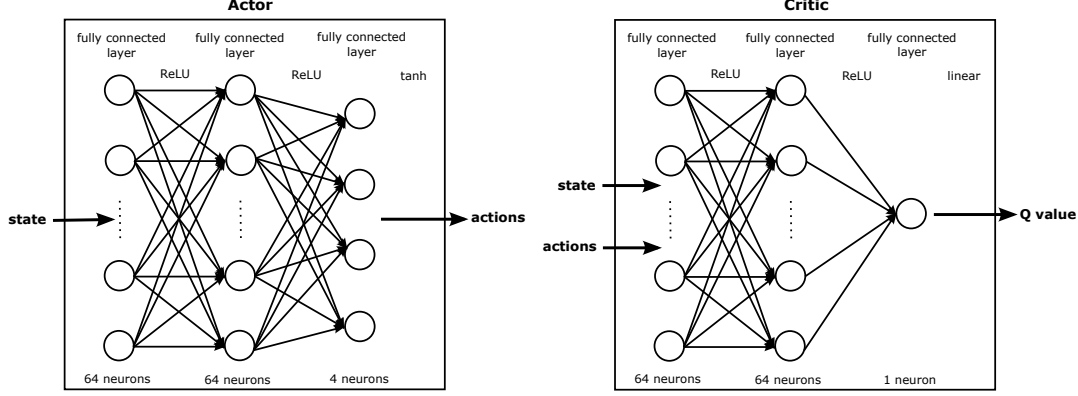 Actor
fully connected
layer
fully connected
layer
fully connected
layer
ReLU
ReLU
tanh
state
actions
64 neurons
64 neurons
4 neurons
Critic
fully connected
layer
fully connected
layer
fully connected
layer
ReLU
ReLU
linear
state
actions
Q value
64 neurons
64 neurons
1 neuron